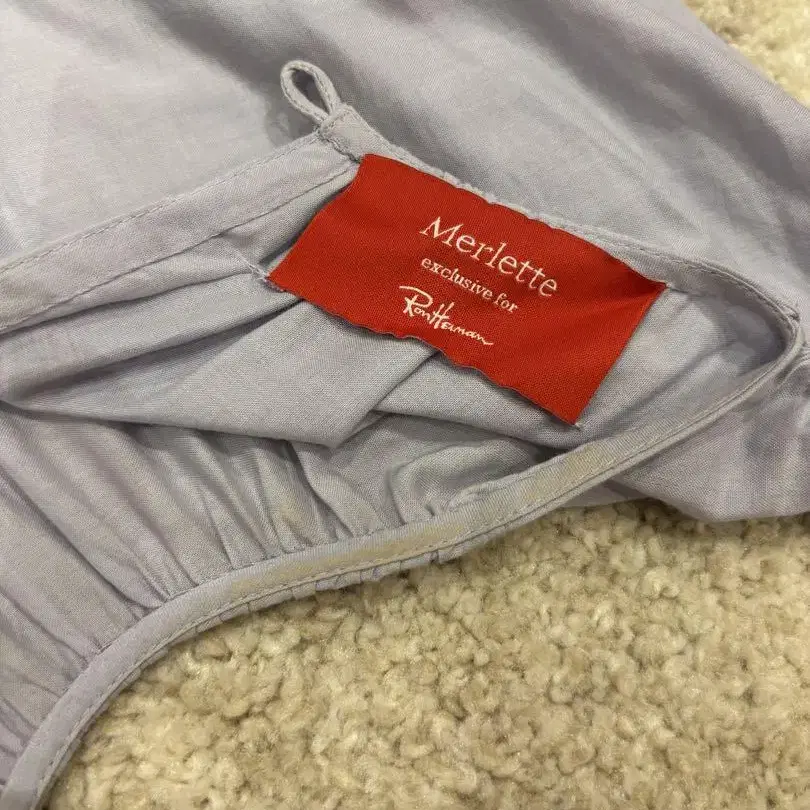 Merlette
exclusive for
Ron Herman